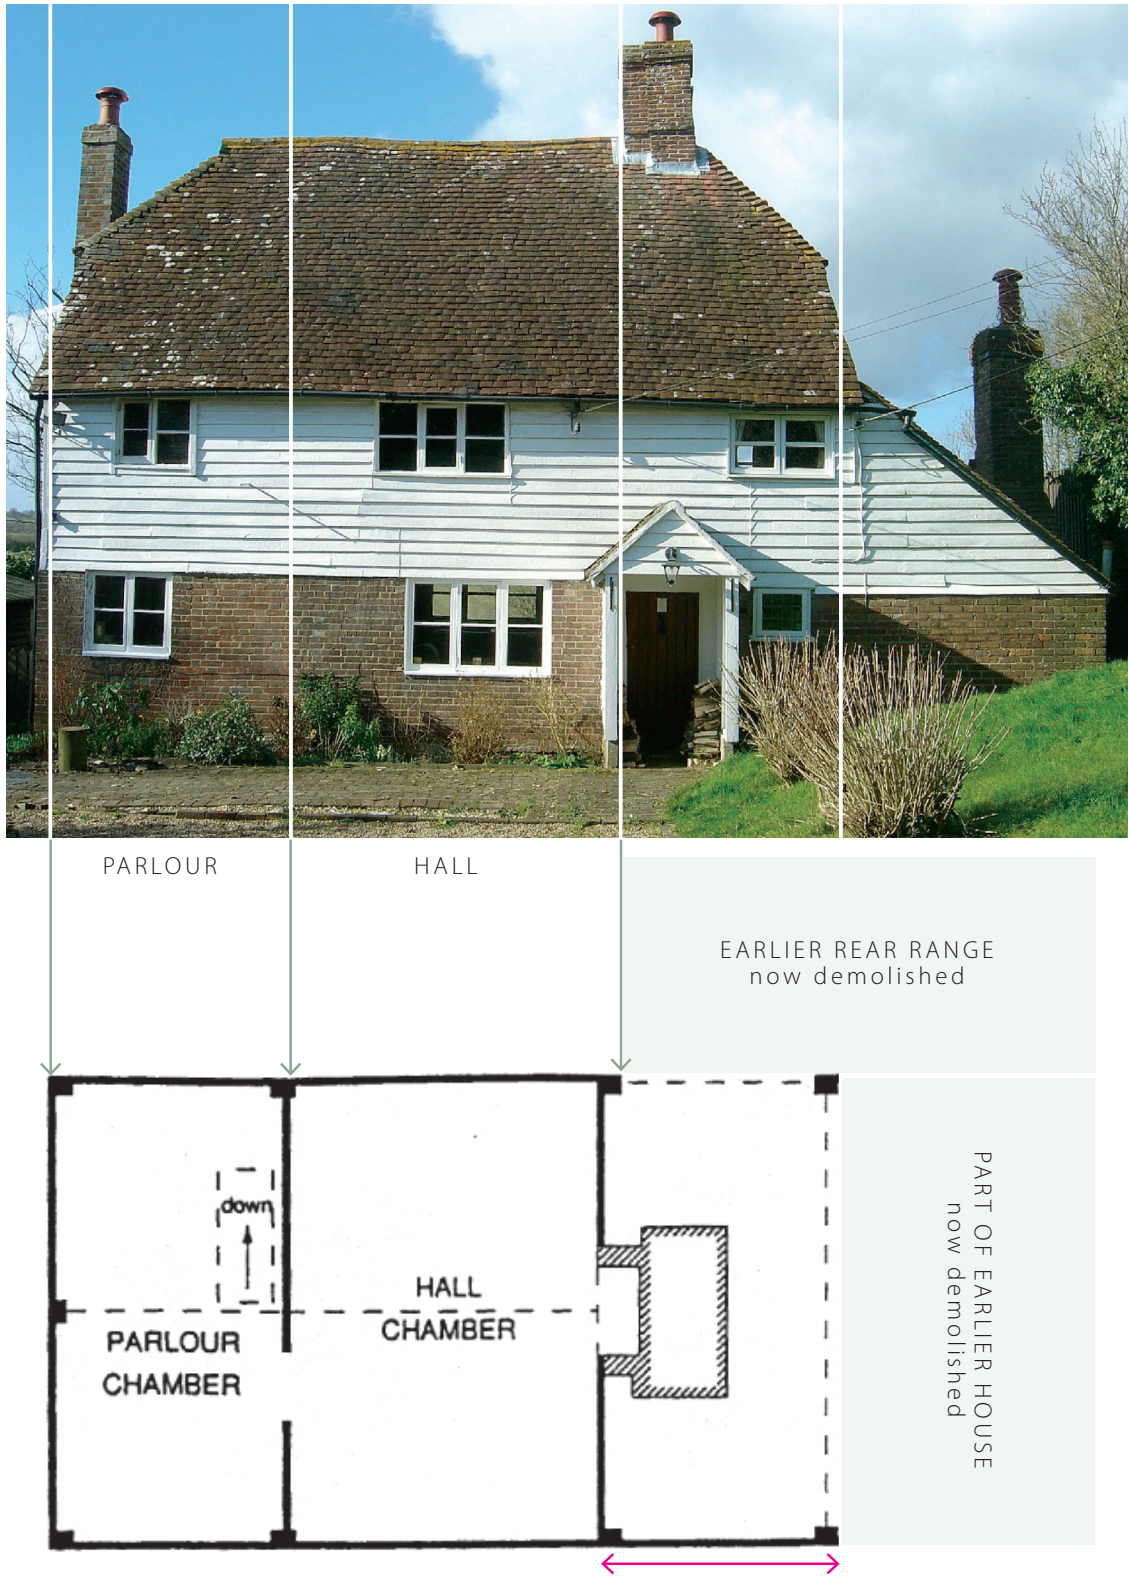 PARLOUR
HALL
EARLIER REAR RANGE
now demolished
down
PARLOUR
CHAMBER
HALL
CHAMBER
PART OF EARLIER HOUSE
now demolished